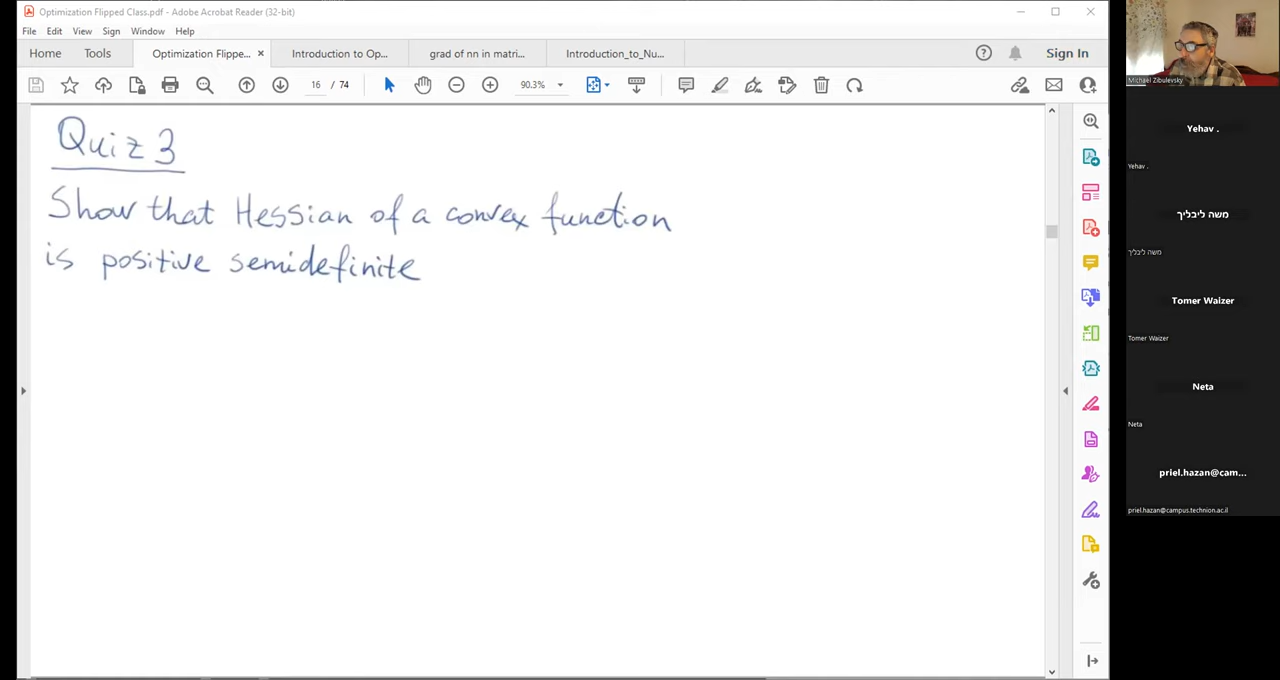 Optimization Flipped Class.pdf - Adobe Acrobat Reader (32-bit)
File Edit View Sign Window Help
Home Tools Optimization Flippe... × Introduction to Op... grad of nn in matri... Introduction_to_Nu... Sign In
16 / 74 90.3%
Quiz 3
Show that Hessian of a convex function
is positive semidefinite
Michael Zibulevsky
Yehav .
Yehav .
משה ליבליך
משה ליבליך
Tomer Waizer
Tomer Waizer
Neta
Neta
priel.hazan@cam...
priel.hazan@campus.technion.ac.il